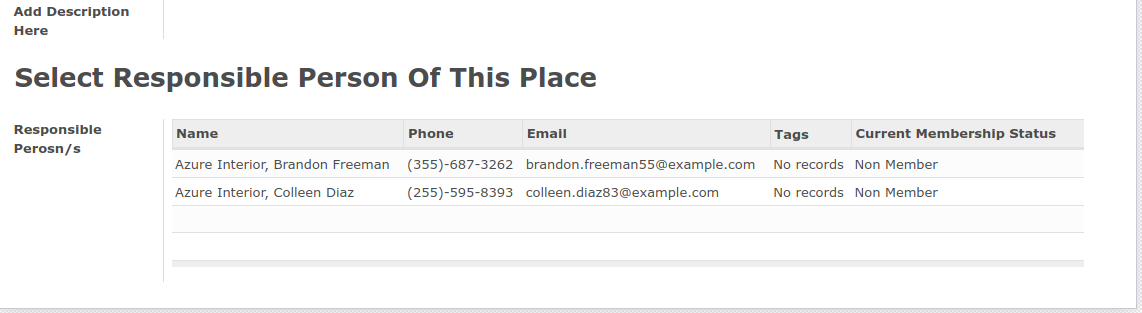 Add Description
Here
Select Responsible Person Of This Place
Responsible
Perosn/s
Name Phone Email Tags Current Membership Status
Azure Interior, Brandon Freeman (355)-687-3262 brandon.freeman55@example.com No records Non Member
Azure Interior, Colleen Diaz (255)-595-8393 colleen.diaz83@example.com No records Non Member